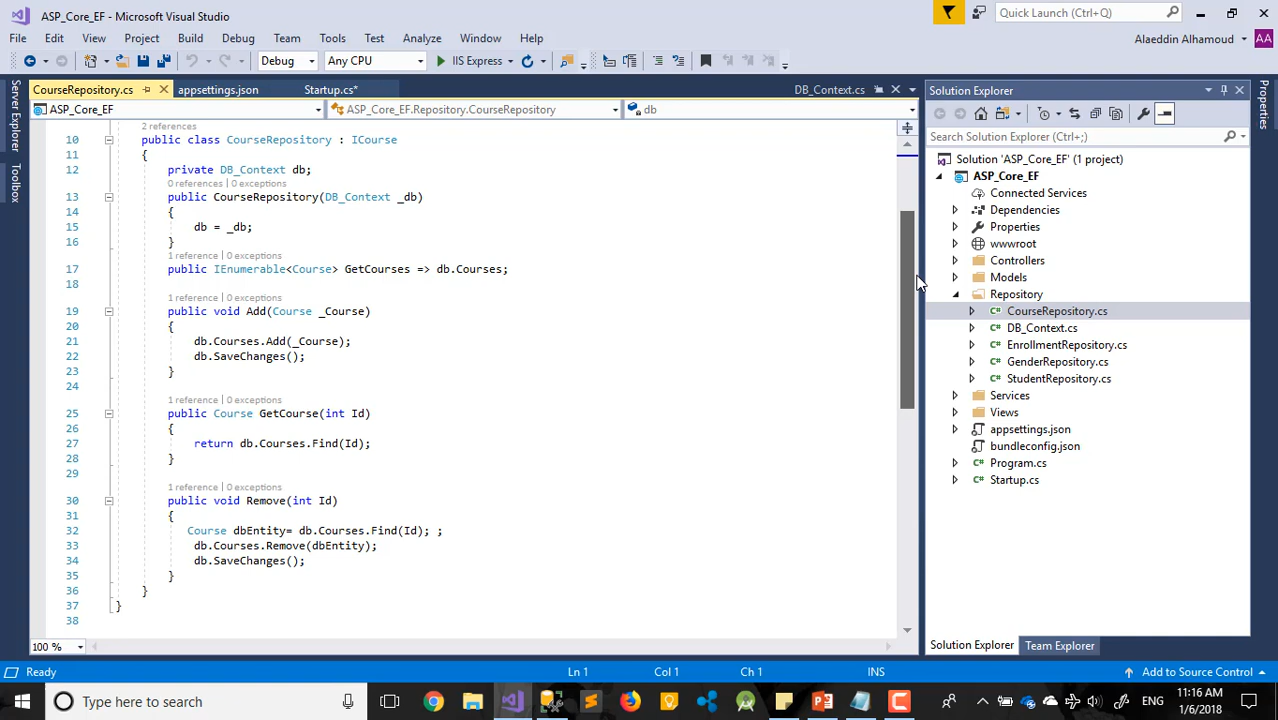 ASP_Core_EF - Microsoft Visual Studio
Quick Launch (Ctrl+Q)
File Edit View Project Build Debug Team Tools Test Analyze Window Help
Alaeddin Alhamoud AA
Debug Any CPU IIS Express
CourseRepository.cs appsettings.json Startup.cs* DB_Context.cs
ASP_Core_EF ASP_Core_EF.Repository.CourseRepository db
Server Explorer
Toolbox
2 references
10 public class CourseRepository : ICourse
11 {
12 private DB_Context db;
0 references | 0 exceptions
13 public CourseRepository(DB_Context _db)
14 {
15 db = _db;
16 }
1 reference | 0 exceptions
17 public IEnumerable<Course> GetCourses => db.Courses;
18
1 reference | 0 exceptions
19 public void Add(Course _Course)
20 {
21 db.Courses.Add(_Course);
22 db.SaveChanges();
23 }
24
1 reference | 0 exceptions
25 public Course GetCourse(int Id)
26 {
27 return db.Courses.Find(Id);
28 }
29
1 reference | 0 exceptions
30 public void Remove(int Id)
31 {
32 Course dbEntity= db.Courses.Find(Id); ;
33 db.Courses.Remove(dbEntity);
34 db.SaveChanges();
35 }
36 }
37 }
38
100 %
Solution Explorer
Search Solution Explorer (Ctrl+;)
Solution 'ASP_Core_EF' (1 project)
ASP_Core_EF
Connected Services
Dependencies
Properties
wwwroot
Controllers
Models
Repository
C# CourseRepository.cs
C# DB_Context.cs
C# EnrollmentRepository.cs
C# GenderRepository.cs
C# StudentRepository.cs
Services
Views
appsettings.json
bundleconfig.json
C# Program.cs
C# Startup.cs
Solution Explorer Team Explorer
Properties
Ready Ln 1 Col 1 Ch 1 INS Add to Source Control
Type here to search
ENG
11:16 AM
1/6/2018